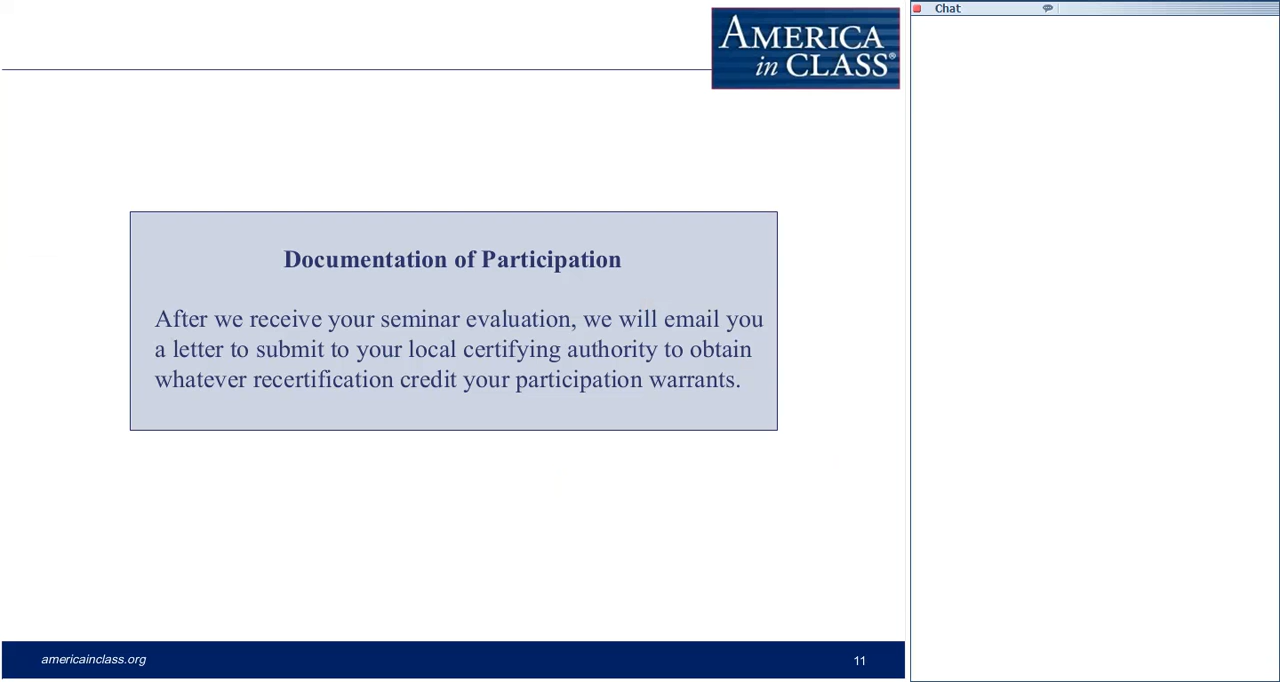 AMERICA
in CLASS®
Chat
Documentation of Participation
After we receive your seminar evaluation, we will email you
a letter to submit to your local certifying authority to obtain
whatever recertification credit your participation warrants.
americainclass.org
11